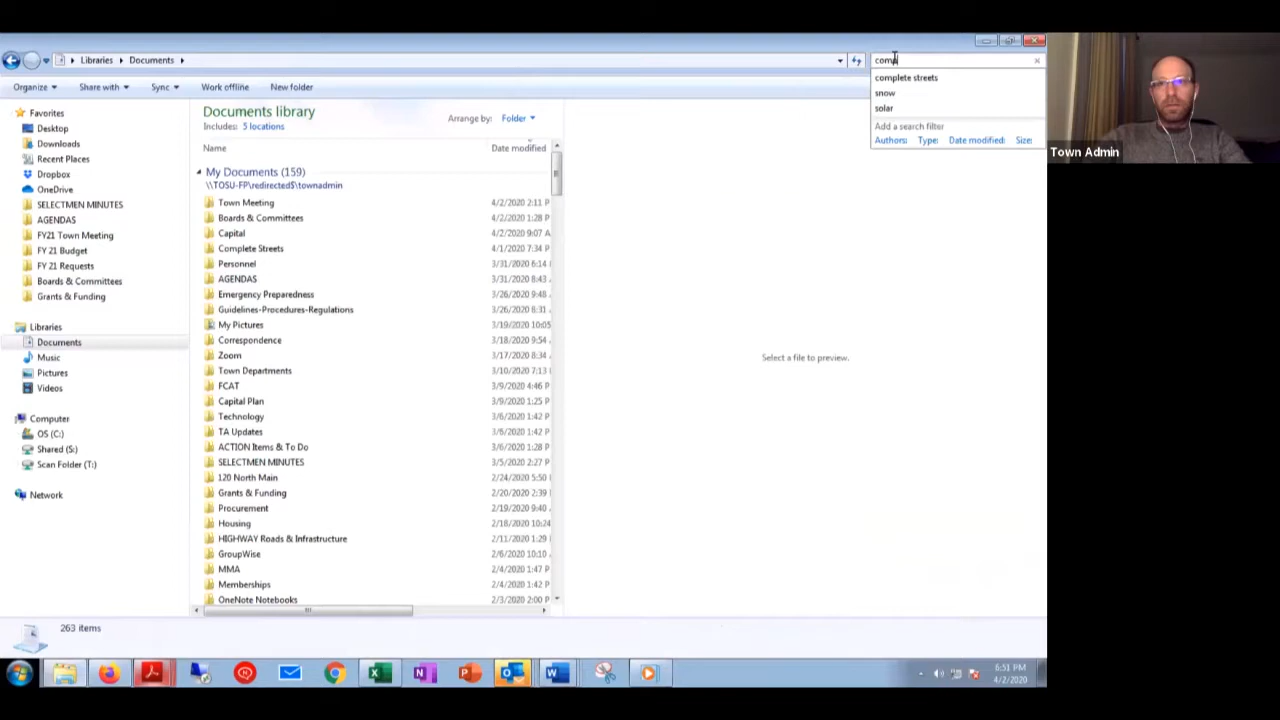 Libraries ▸ Documents ▸
Organize Share with Sync Work offline New folder
complete streets
snow
solar
Add a search filter
Authors: Type: Date modified: Size:
Town Admin
Favorites
Desktop
Downloads
Recent Places
Dropbox
OneDrive
SELECTMEN MINUTES
AGENDAS
FY21 Town Meeting
FY 21 Budget
FY 21 Requests
Boards & Committees
Grants & Funding
Libraries
Documents
Music
Pictures
Videos
Computer
OS (C:)
Shared (S:)
Scan Folder (T:)
Network
Documents library
Includes: 5 locations
Arrange by: Folder
Name Date modified
My Documents (159)
\\TOSU-FP\redirected$\townadmin
Town Meeting 4/2/2020 2:11 P
Boards & Committees 4/2/2020 1:28 P
Capital 4/2/2020 9:07 A
Complete Streets 4/1/2020 7:34 P
Personnel 3/31/2020 6:14
AGENDAS 3/31/2020 8:43
Emergency Preparedness 3/26/2020 9:48
Guidelines-Procedures-Regulations 3/26/2020 8:31
My Pictures 3/19/2020 10:05
Correspondence 3/18/2020 9:54
Zoom 3/17/2020 8:34
Town Departments 3/10/2020 7:13
FCAT 3/9/2020 4:46 P
Capital Plan 3/9/2020 1:25 P
Technology 3/6/2020 1:42 P
TA Updates 3/6/2020 1:42 P
ACTION Items & To Do 3/6/2020 1:28 P
SELECTMEN MINUTES 3/5/2020 2:27 P
120 North Main 2/24/2020 5:50
Grants & Funding 2/20/2020 2:39
Procurement 2/19/2020 9:40
Housing 2/18/2020 10:24
HIGHWAY Roads & Infrastructure 2/11/2020 1:29
GroupWise 2/6/2020 10:10
MMA 2/4/2020 1:47 P
Memberships 2/4/2020 1:42 P
OneNote Notebooks 2/3/2020 2:00 P
Select a file to preview.
263 items
6:51 PM
4/2/2020